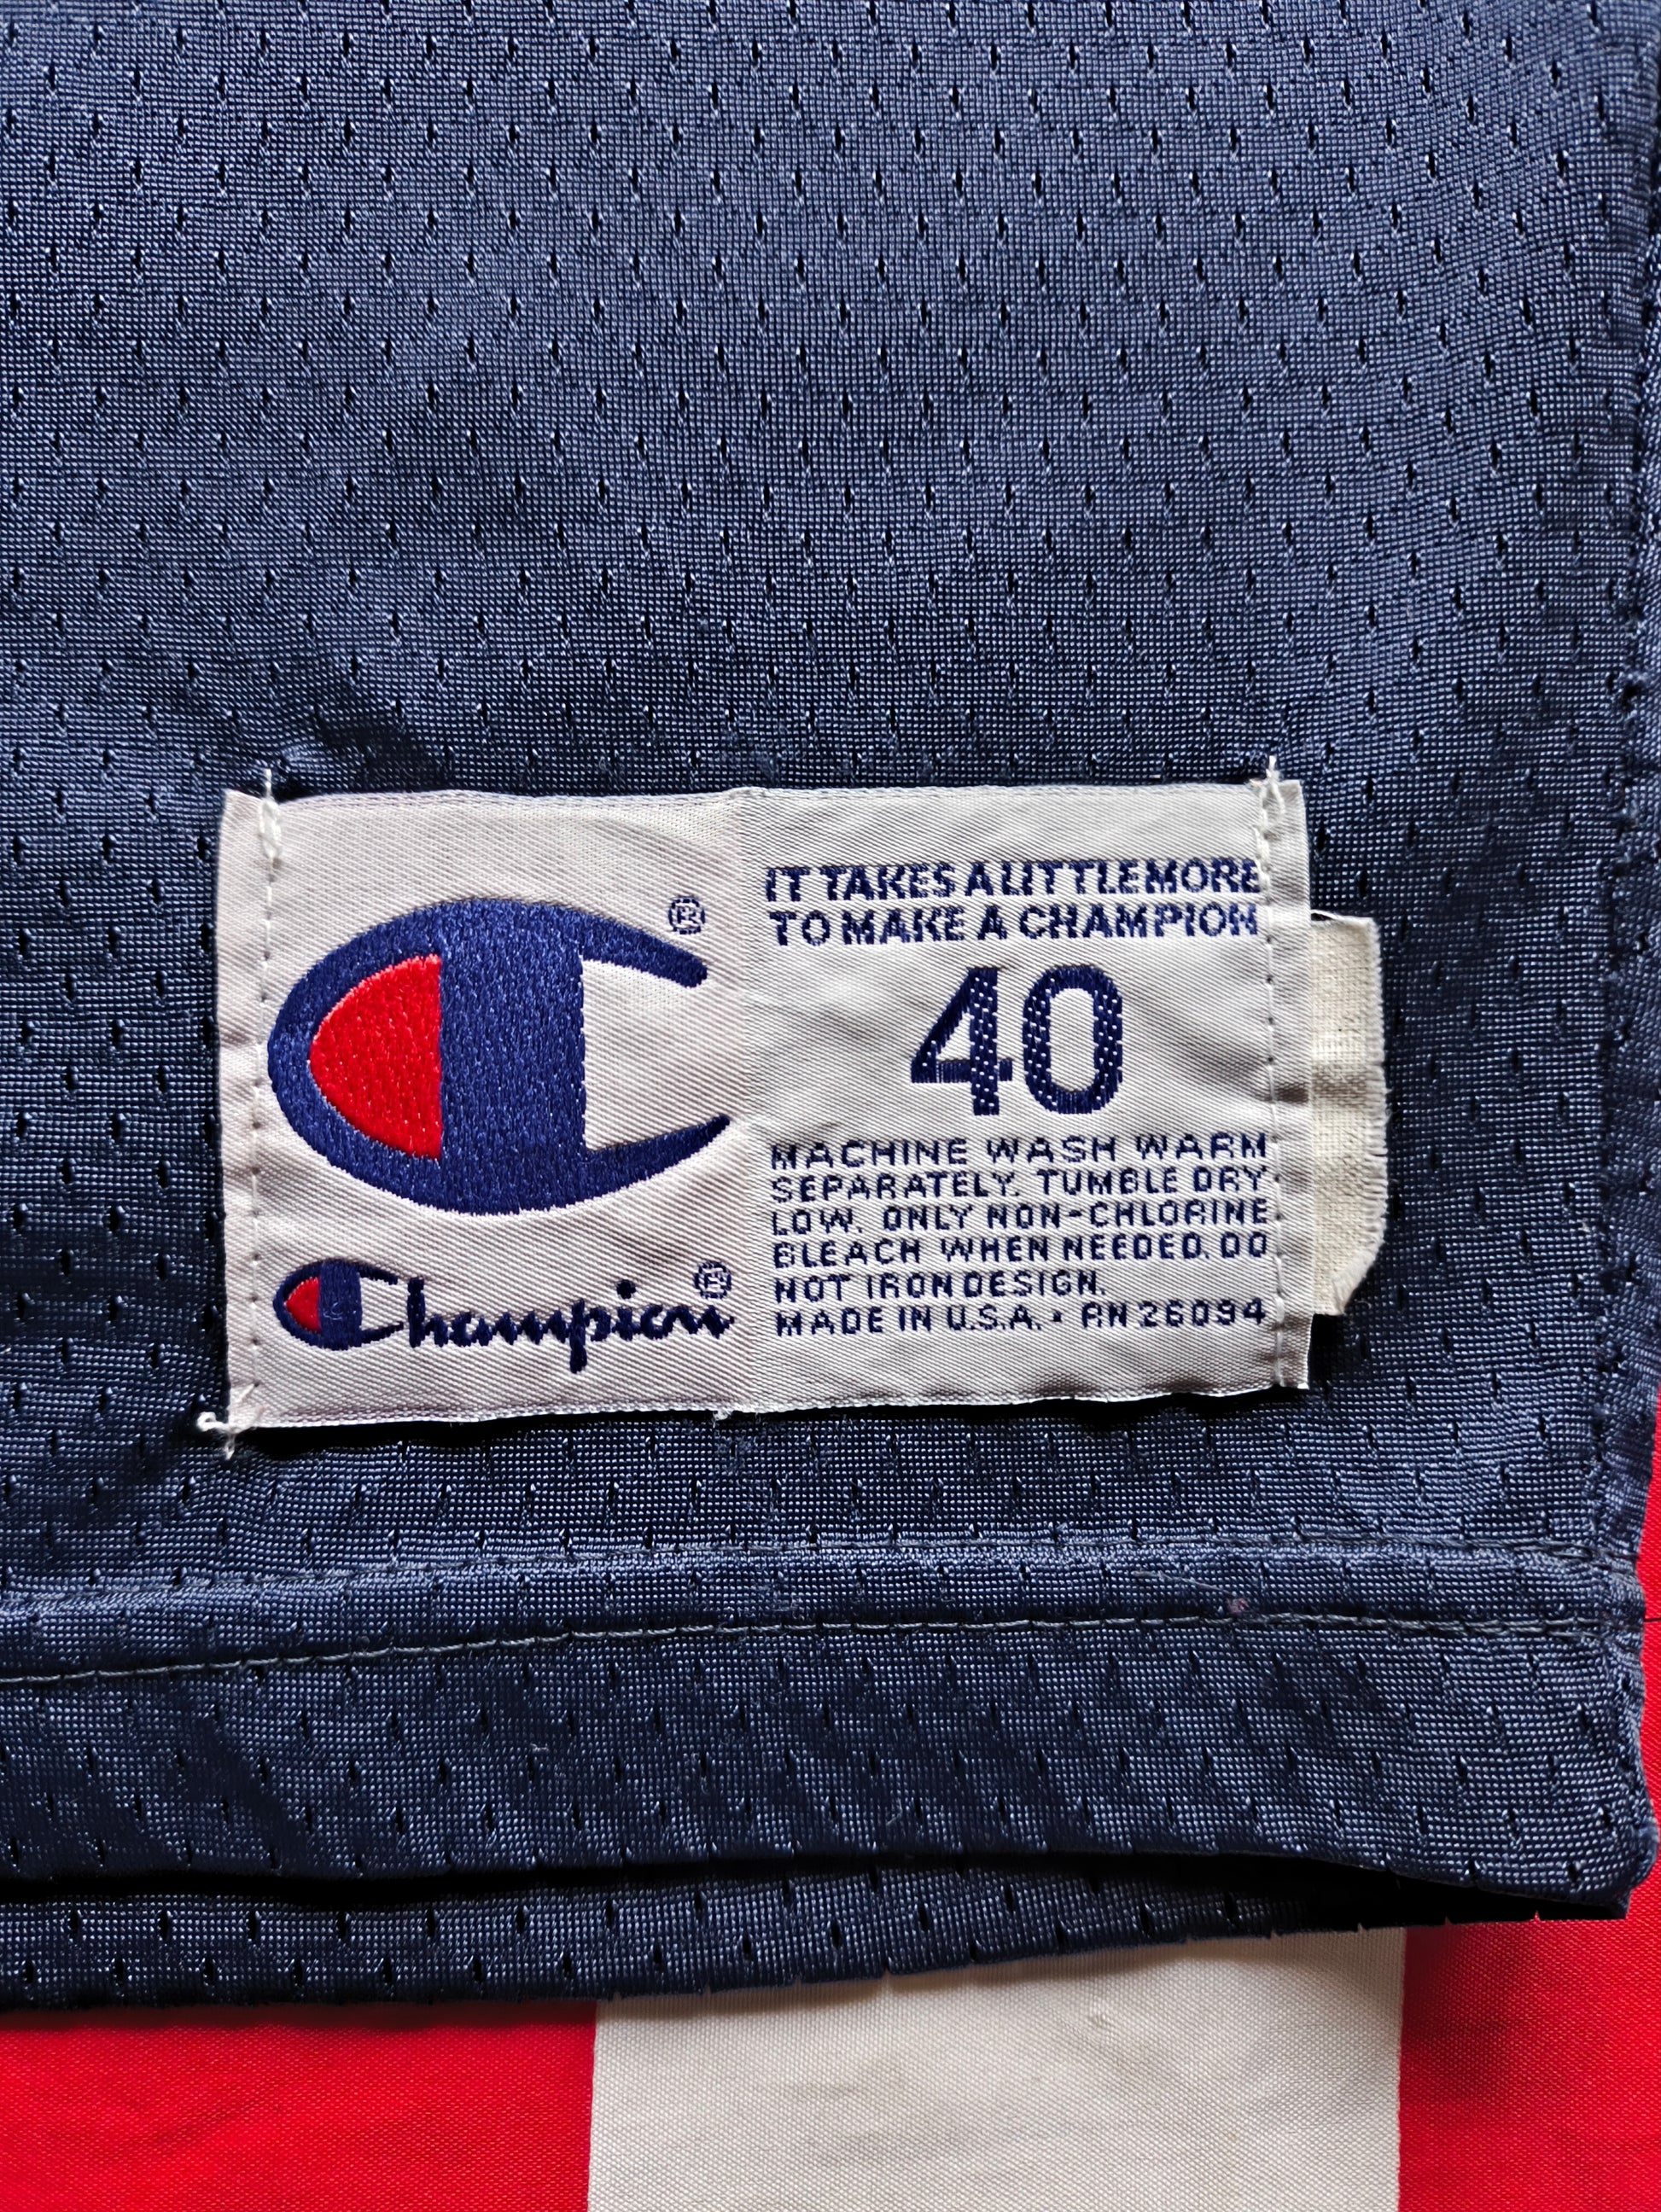 ®
IT TAKES A LITTLE MORE
TO MAKE A CHAMPION
40
MACHINE WASH WARM
SEPARATELY. TUMBLE DRY
LOW. ONLY NON-CHLORINE
BLEACH WHEN NEEDED. DO
NOT IRON DESIGN.
MADE IN U.S.A. • RN 26094
Champion®